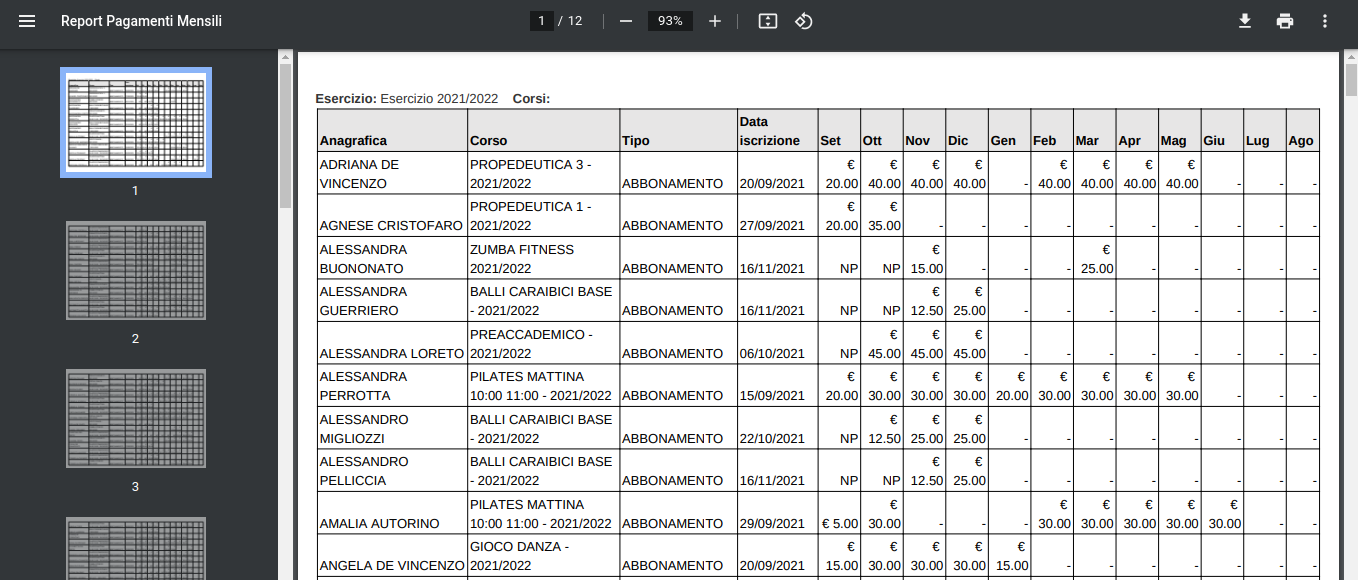 Report Pagamenti Mensili
1 / 12
93%
1
2
3
Esercizio: Esercizio 2021/2022 Corsi:
Anagrafica Corso Tipo Data iscrizione Set Ott Nov Dic Gen Feb Mar Apr Mag Giu Lug Ago
ADRIANA DE VINCENZO PROPEDEUTICA 3 - 2021/2022 ABBONAMENTO 20/09/2021 € 20.00 € 40.00 € 40.00 € 40.00 - € 40.00 € 40.00 € 40.00 € 40.00 - - -
AGNESE CRISTOFARO PROPEDEUTICA 1 - 2021/2022 ABBONAMENTO 27/09/2021 € 20.00 € 35.00 - - - - - - - - - -
ALESSANDRA BUONONATO ZUMBA FITNESS 2021/2022 ABBONAMENTO 16/11/2021 NP NP € 15.00 - - - € 25.00 - - - - -
ALESSANDRA GUERRIERO BALLI CARAIBICI BASE - 2021/2022 ABBONAMENTO 16/11/2021 NP NP € 12.50 € 25.00 - - - - - - - -
ALESSANDRA LORETO PREACCADEMICO - 2021/2022 ABBONAMENTO 06/10/2021 NP € 45.00 € 45.00 € 45.00 - - - - - - - -
ALESSANDRA PERROTTA PILATES MATTINA 10:00 11:00 - 2021/2022 ABBONAMENTO 15/09/2021 € 20.00 € 30.00 € 30.00 € 30.00 € 20.00 € 30.00 € 30.00 € 30.00 € 30.00 - - -
ALESSANDRO MIGLIOZZI BALLI CARAIBICI BASE - 2021/2022 ABBONAMENTO 22/10/2021 NP € 12.50 € 25.00 € 25.00 - - - - - - - -
ALESSANDRO PELLICCIA BALLI CARAIBICI BASE - 2021/2022 ABBONAMENTO 16/11/2021 NP NP € 12.50 € 25.00 - - - - - - - -
AMALIA AUTORINO PILATES MATTINA 10:00 11:00 - 2021/2022 ABBONAMENTO 29/09/2021 € 5.00 € 30.00 - - - € 30.00 € 30.00 € 30.00 € 30.00 € 30.00 - -
ANGELA DE VINCENZO GIOCO DANZA - 2021/2022 ABBONAMENTO 20/09/2021 € 15.00 € 30.00 € 30.00 € 30.00 € 15.00 - - - - - - -